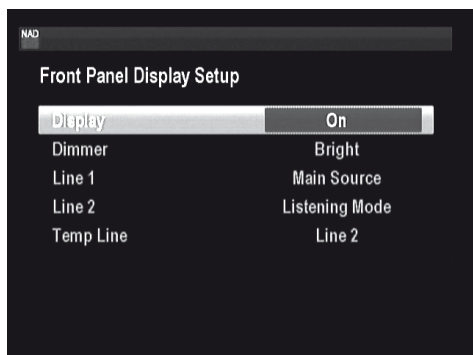 NAD
Front Panel Display Setup
Display On
Dimmer Bright
Line 1 Main Source
Line 2 Listening Mode
Temp Line Line 2